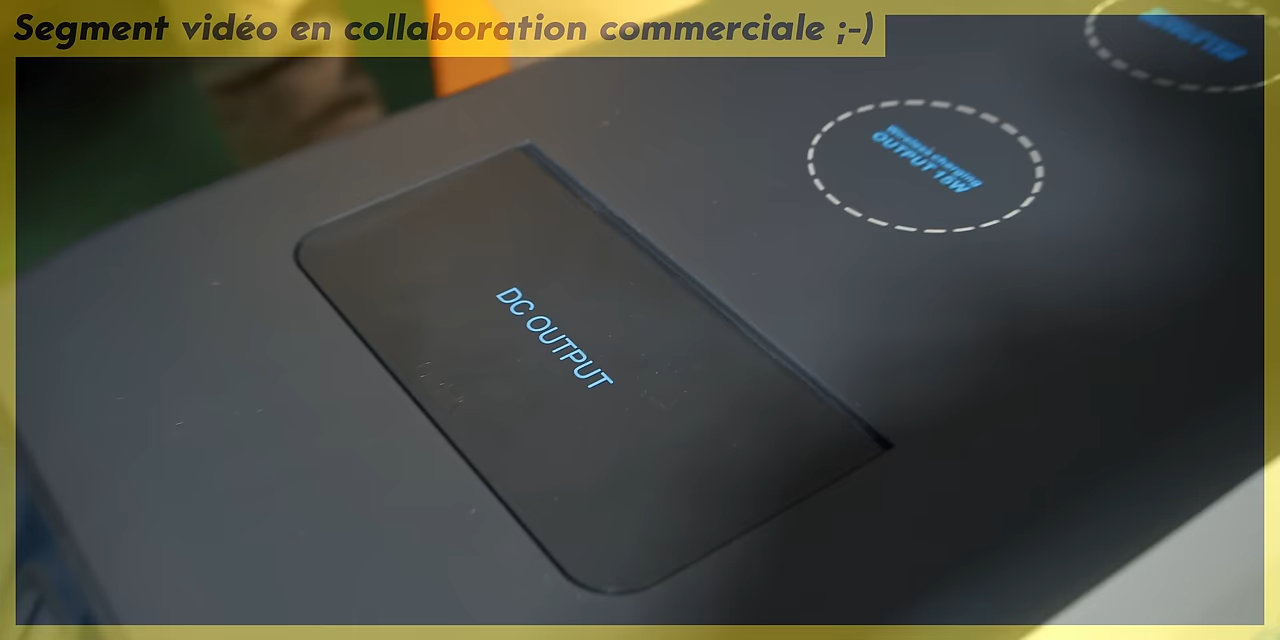 Segment vidéo en collaboration commerciale ;-)
Wireless charging
OUTPUT 15W
DC OUTPUT